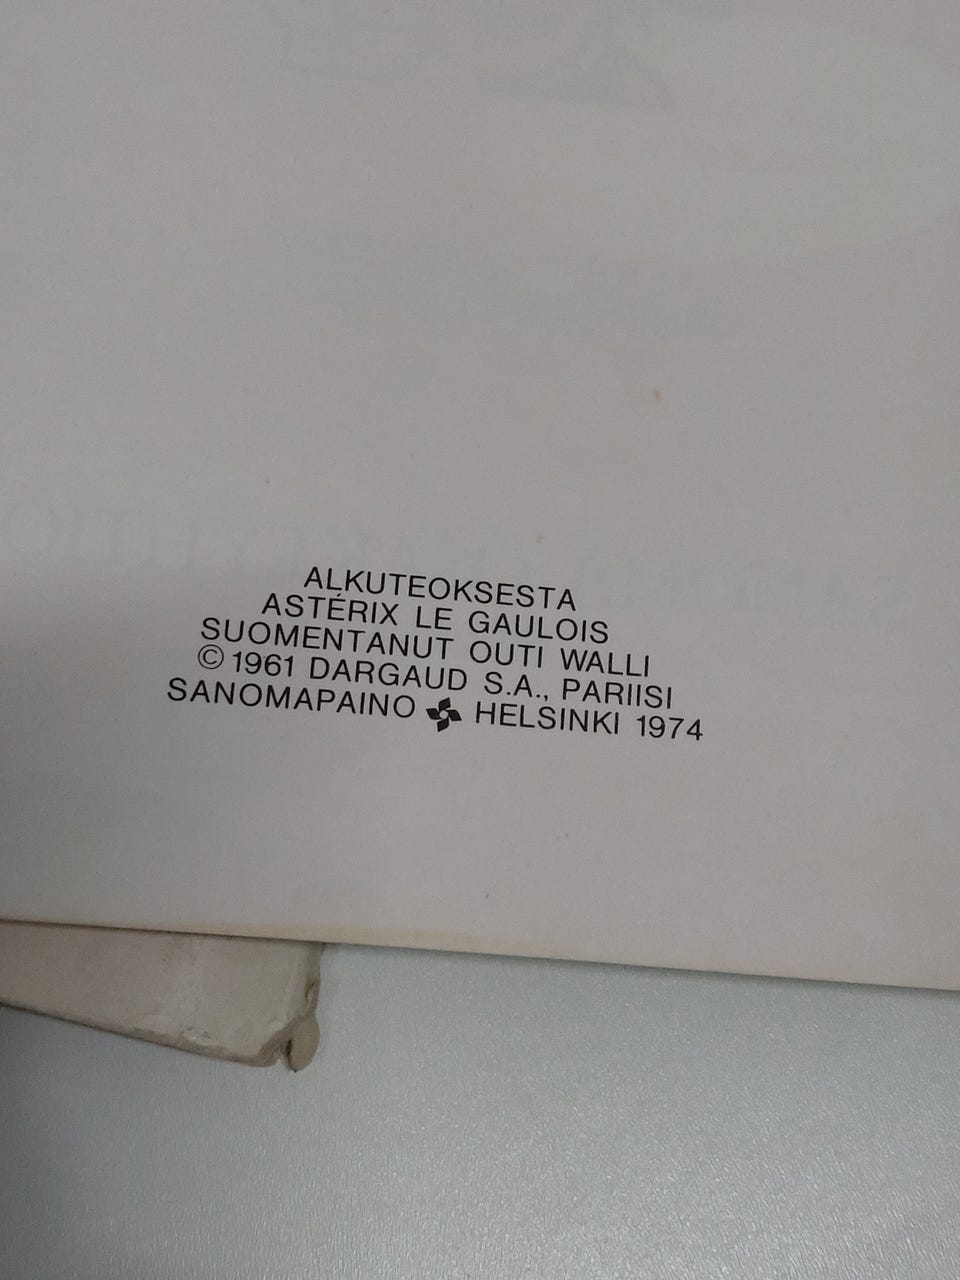 ALKUTEOKSESTA
ASTÉRIX LE GAULOIS
SUOMENTANUT OUTI WALLI
© 1961 DARGAUD S.A., PARIISI
SANOMAPAINO HELSINKI 1974